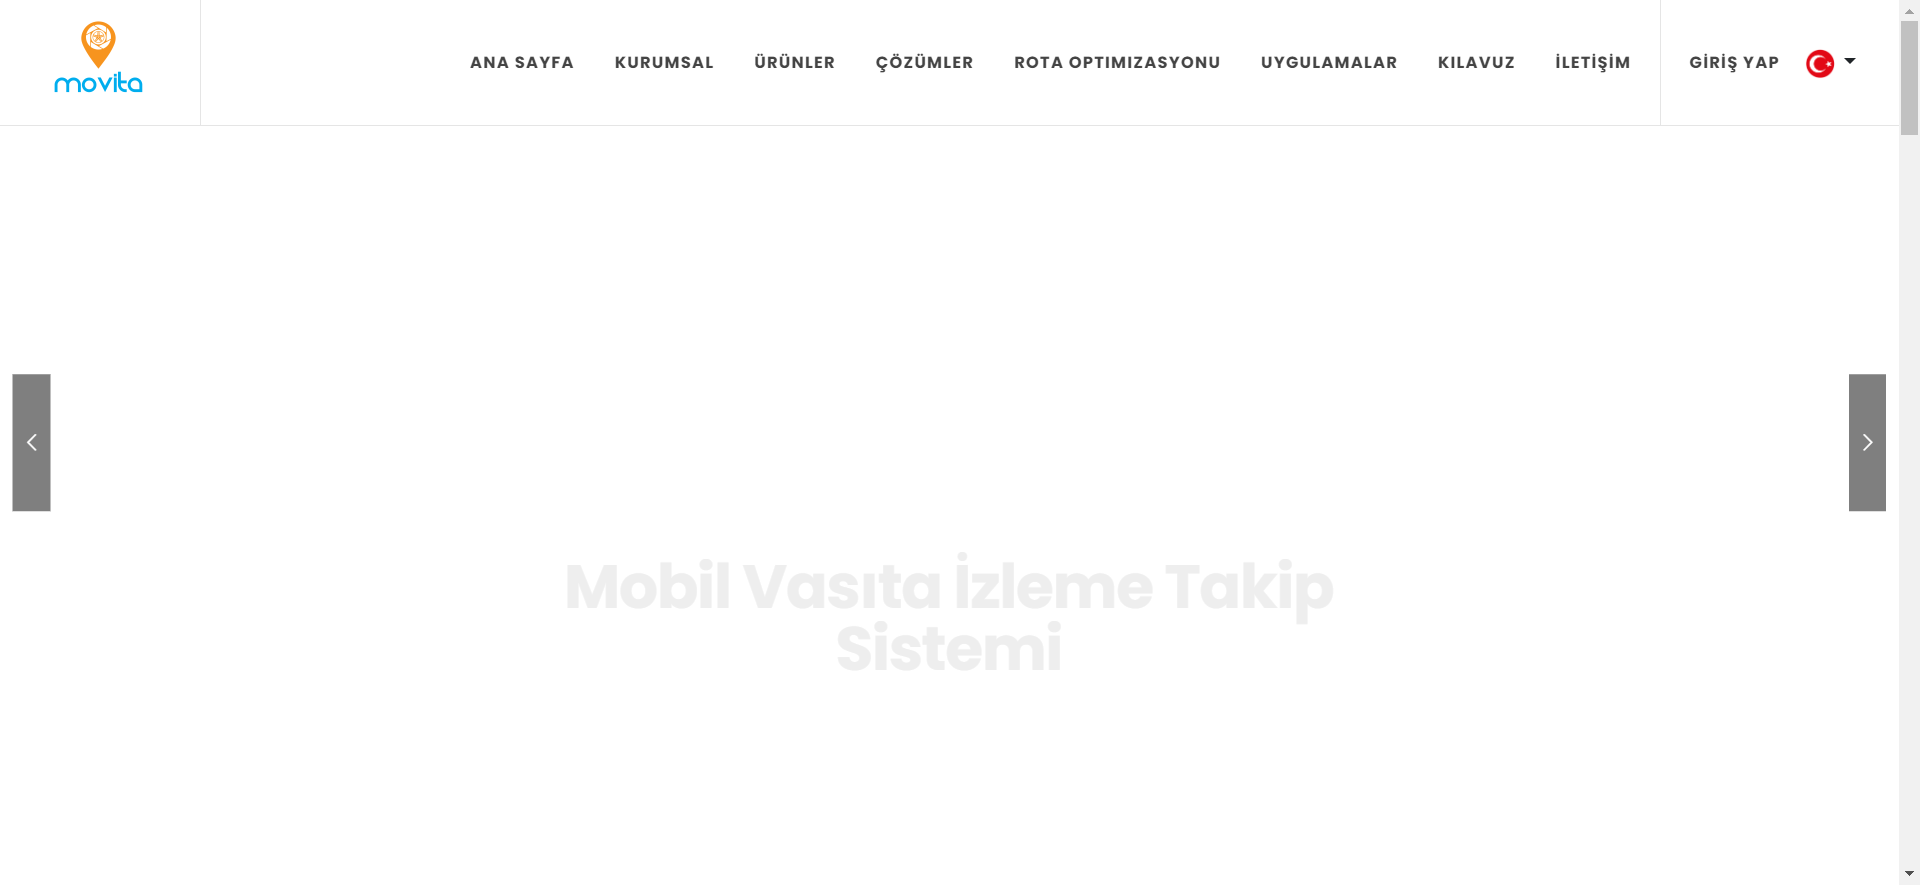 movita
ANA SAYFA
KURUMSAL
ÜRÜNLER
ÇÖZÜMLER
ROTA OPTIMIZASYONU
UYGULAMALAR
KILAVUZ
İLETİŞİM
GİRİŞ YAP
Mobil Vasıta İzleme Takip
Sistemi